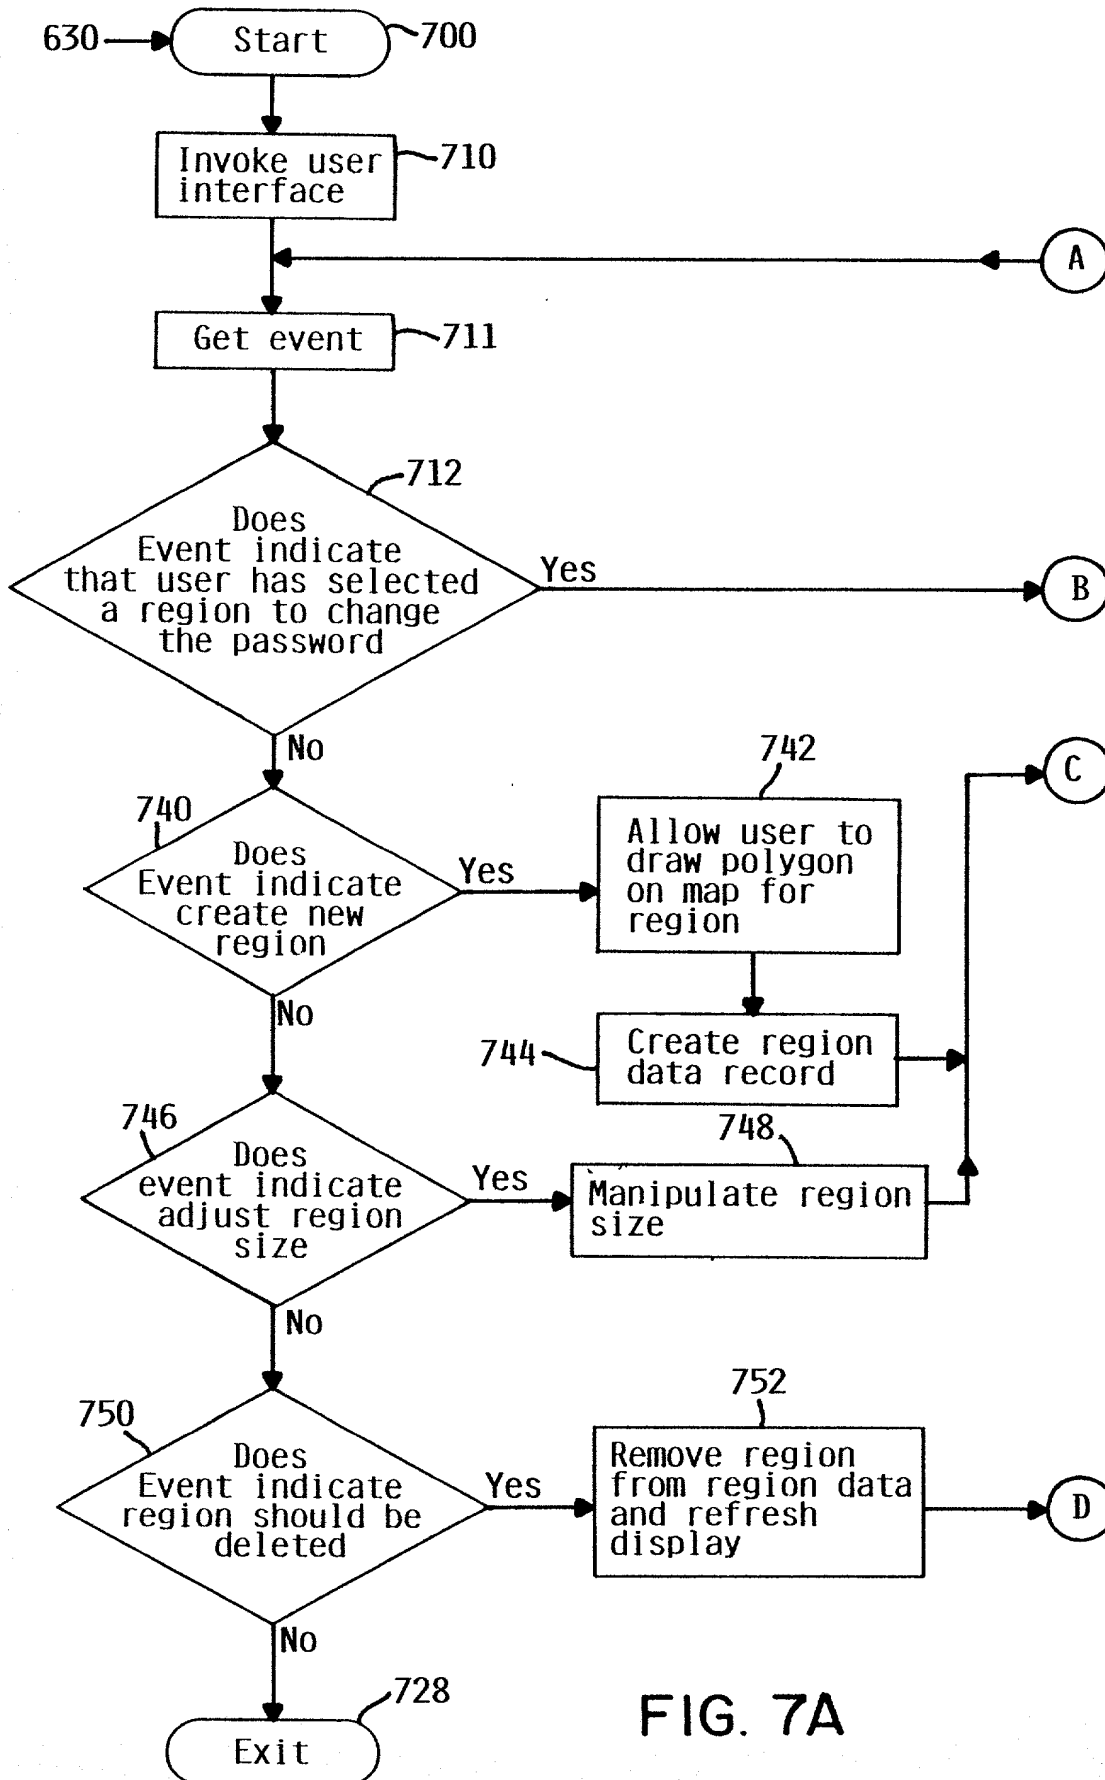 630
Start
700
Invoke user
interface
710
A
Get event
711
712
Does
Event indicate
that user has selected
a region to change
the password
Yes
B
No
740
Does
Event indicate
create new
region
Yes
742
Allow user to
draw polygon
on map for
region
C
No
744
Create region
data record
746
Does
event indicate
adjust region
size
Yes
748
Manipulate region
size
No
750
Does
Event indicate
region should be
deleted
Yes
752
Remove region
from region data
and refresh
display
D
No
728
Exit
FIG. 7A